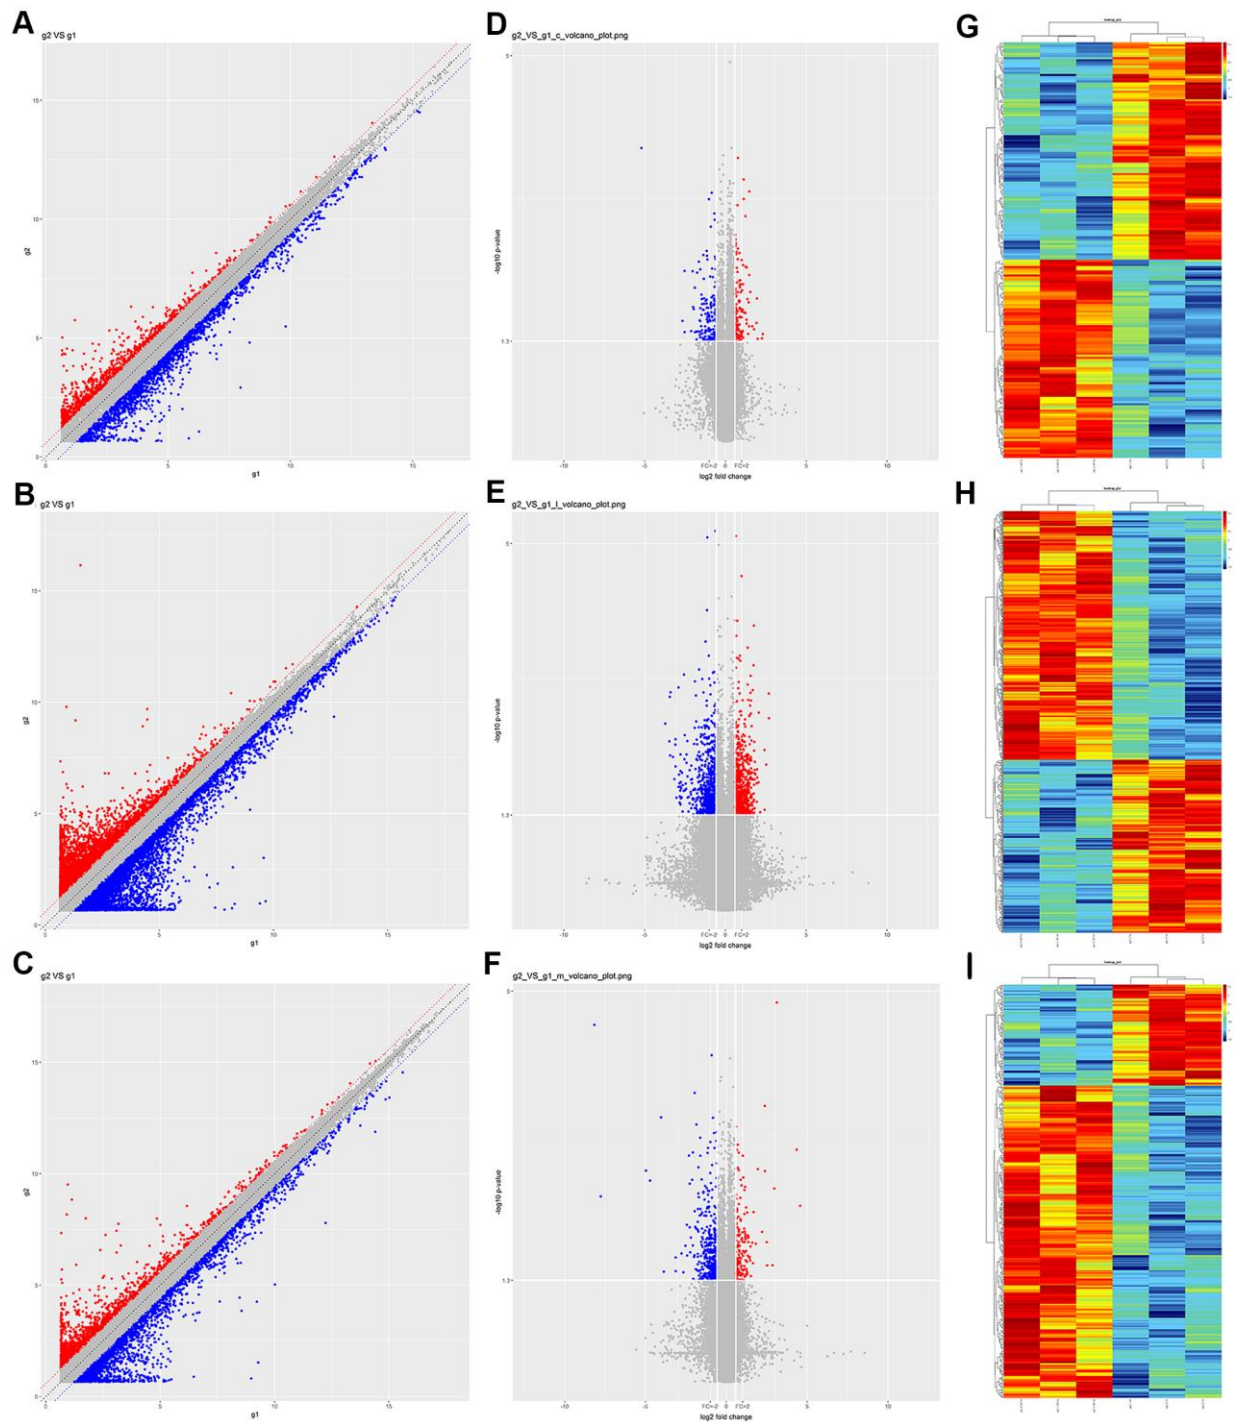 A
g2 VS g1
15
10
g2
5
0
0
5
10
15
g1
D
g2_VS_g1_c_volcano_plot.png
5
-log10 p-value
1.3
-10
-5
FC=-2
0
FC=2
5
10
log2 fold change
G
B
g2 VS g1
15
10
g2
5
0
0
5
10
15
g1
E
g2_VS_g1_l_volcano_plot.png
5
-log10 p-value
1.3
-10
-5
FC=-2
0
FC=2
5
10
log2 fold change
H
C
g2 VS g1
15
10
g2
5
0
0
5
10
15
g1
F
g2_VS_g1_m_volcano_plot.png
5
-log10 p-value
1.3
-10
-5
FC=-2
0
FC=2
5
10
log2 fold change
I